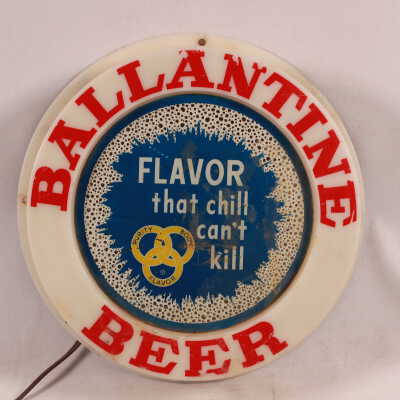 BALLANTINE
FLAVOR
that chill
can't
kill
PURITY
BODY
FLAVOR
BEER